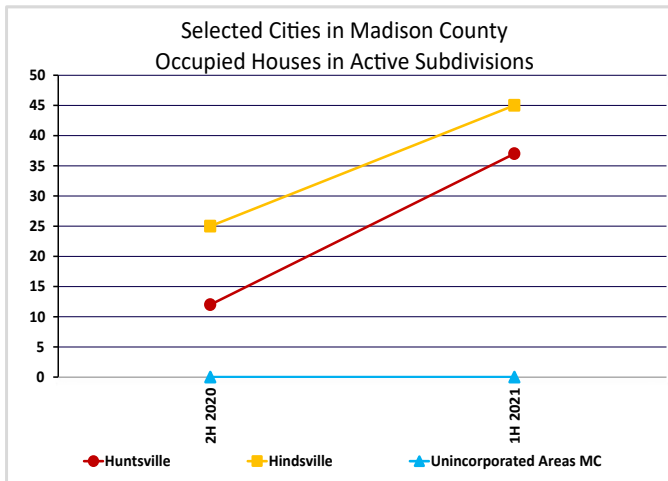 Selected Cities in Madison County
Occupied Houses in Active Subdivisions
50
45
40
35
30
25
20
15
10
5
0
2H 2020
1H 2021
Huntsville
Hindsville
Unincorporated Areas MC